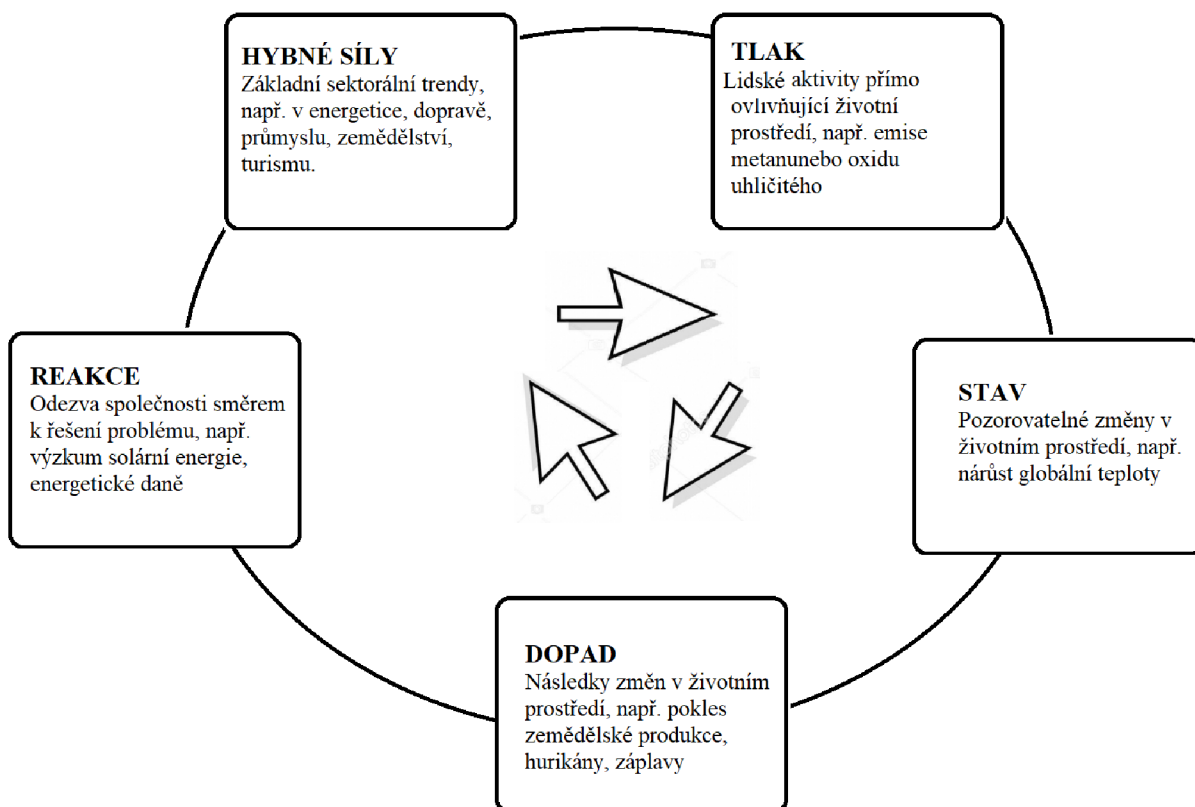 HYBNÉ SÍLY
Základní sektorální trendy,
např. v energetice, dopravě,
průmyslu, zemědělství,
turismu.
TLAK
Lidské aktivity přímo
ovlivňující životní
prostředí, např. emise
metanunebo oxidu
uhličitého
STAV
Pozorovatelné změny v
životním prostředí, např.
nárůst globální teploty
DOPAD
Následky změn v životním
prostředí, např. pokles
zemědělské produkce,
hurikány, záplavy
REAKCE
Odezva společnosti směrem
k řešení problému, např.
výzkum solární energie,
energetické daně